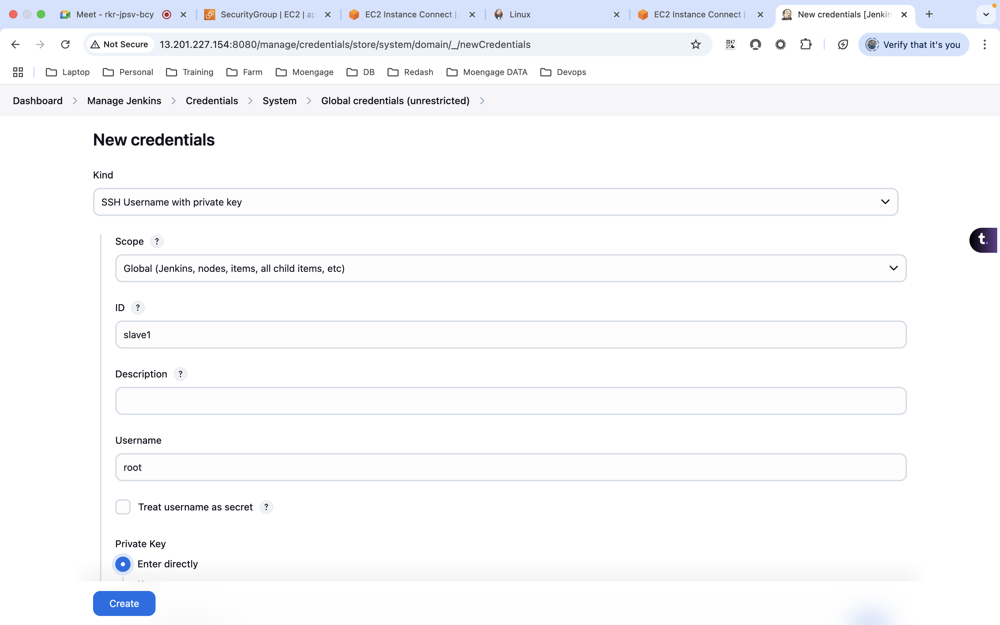 Meet - rkr-jpsv-bcy
SecurityGroup | EC2 | ap
EC2 Instance Connect |
Linux
EC2 Instance Connect |
New credentials [Jenkin
Not Secure
13.201.227.154:8080/manage/credentials/store/system/domain/_/newCredentials
Verify that it's you
Laptop
Personal
Training
Farm
Moengage
DB
Redash
Moengage DATA
Devops
Dashboard
Manage Jenkins
Credentials
System
Global credentials (unrestricted)
New credentials
Kind
SSH Username with private key
Scope ?
Global (Jenkins, nodes, items, all child items, etc)
t.
ID ?
slave1
Description ?
Username
root
Treat username as secret ?
Private Key
Enter directly
Create